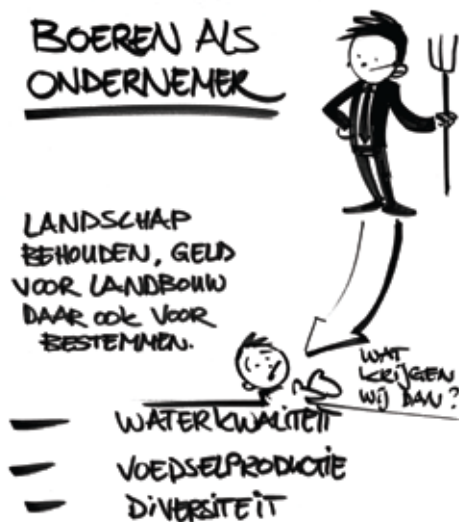 BOEREN ALS
ONDERNEMER
LANDSCHAP
BEHOUDEN, GELD
VOOR LANDBOUW
DAAR OOK VOOR
BESTEMMEN.
WAT
KRIJGEN
WIJ DAN?
— WATERKWALITEIT
— VOEDSELPRODUCTIE
— DIVERSITEIT